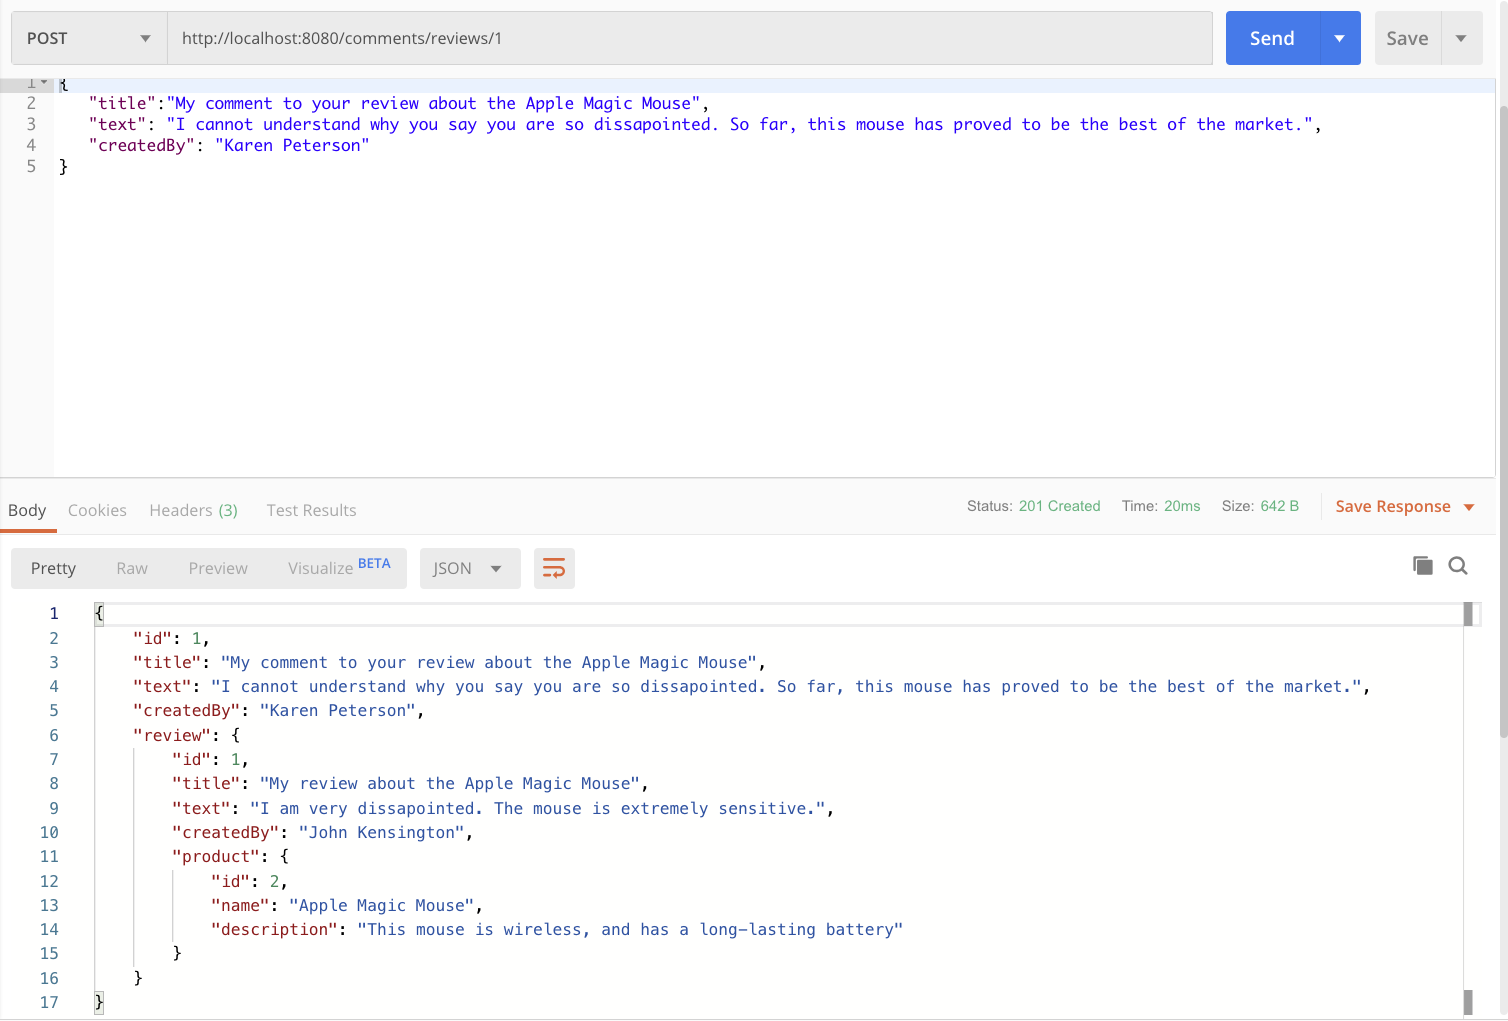 POST http://localhost:8080/comments/reviews/1 Send Save
1 {
2 "title":"My comment to your review about the Apple Magic Mouse",
3 "text": "I cannot understand why you say you are so dissapointed. So far, this mouse has proved to be the best of the market.",
4 "createdBy": "Karen Peterson"
5 }
Body Cookies Headers (3) Test Results Status: 201 Created Time: 20ms Size: 642 B Save Response
Pretty Raw Preview Visualize BETA JSON
1 {
2 "id": 1,
3 "title": "My comment to your review about the Apple Magic Mouse",
4 "text": "I cannot understand why you say you are so dissapointed. So far, this mouse has proved to be the best of the market.",
5 "createdBy": "Karen Peterson",
6 "review": {
7 "id": 1,
8 "title": "My review about the Apple Magic Mouse",
9 "text": "I am very dissapointed. The mouse is extremely sensitive.",
10 "createdBy": "John Kensington",
11 "product": {
12 "id": 2,
13 "name": "Apple Magic Mouse",
14 "description": "This mouse is wireless, and has a long-lasting battery"
15 }
16 }
17 }